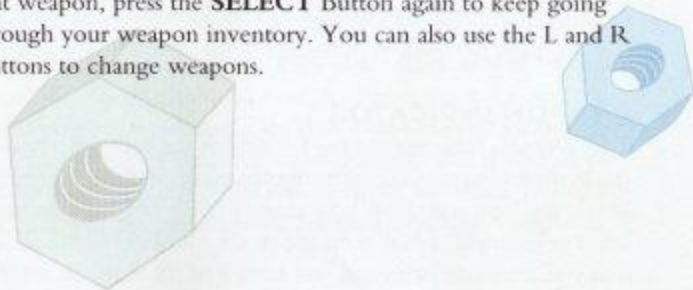 weapon, press the SELECT Button again to keep going
rough your weapon inventory. You can also use the L and R
ttons to change weapons.